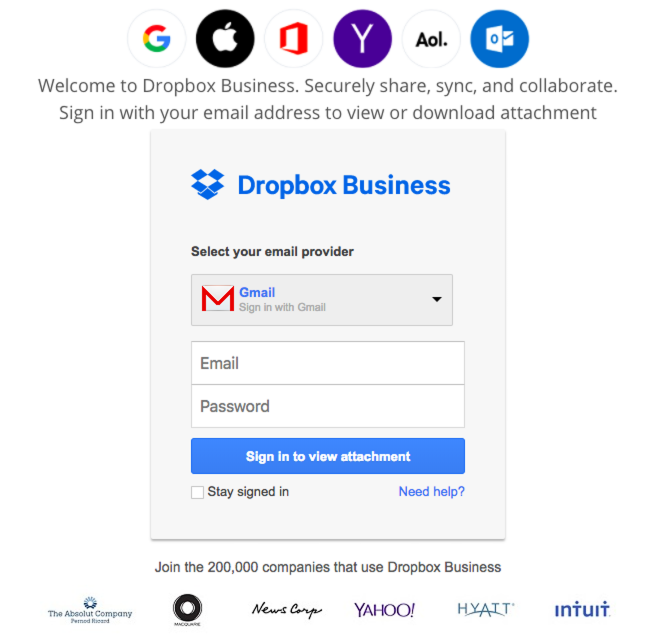 G Y Aol. O
Welcome to Dropbox Business. Securely share, sync, and collaborate.
Sign in with your email address to view or download attachment
Dropbox Business
Select your email provider
Gmail
Sign in with Gmail
Email
Password
Sign in to view attachment
Stay signed in Need help?
Join the 200,000 companies that use Dropbox Business
The Absolut Company
Pernod Ricard
MACQUARIE
News Corp
YAHOO!
HYATT
intuit